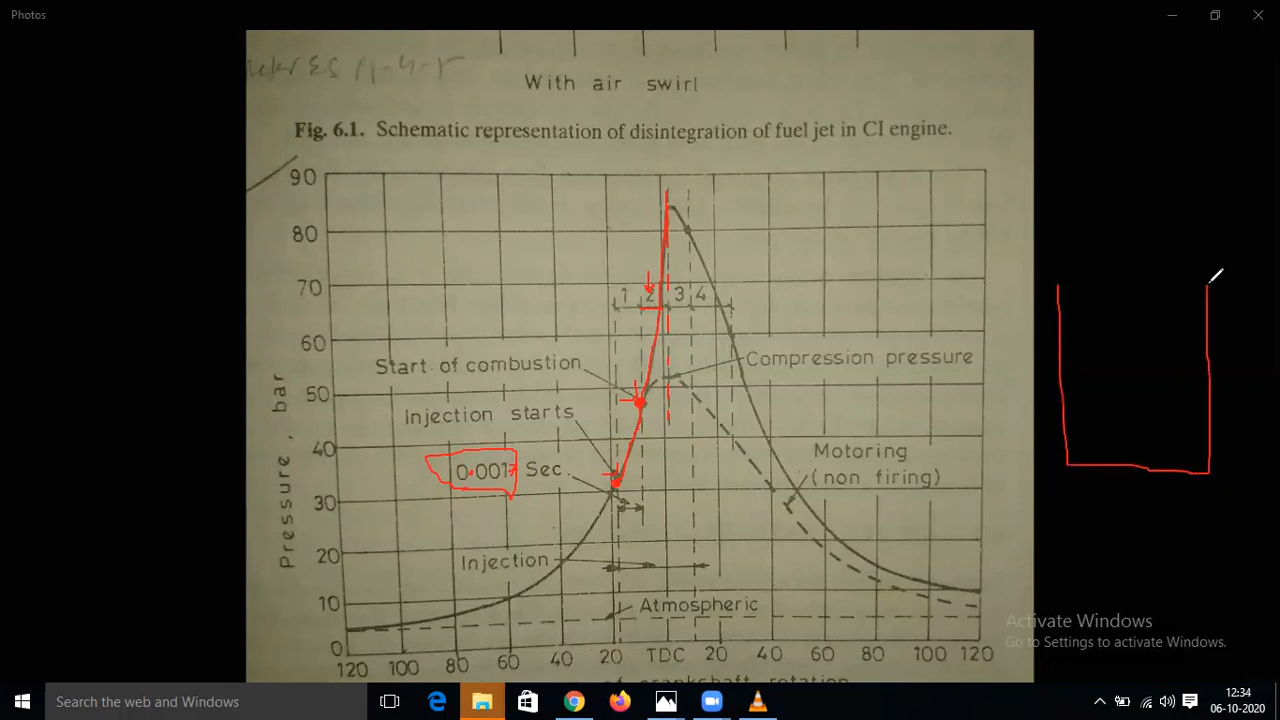 Photos
With air swirl
Fig. 6.1. Schematic representation of disintegration of fuel jet in CI engine.
90
80
70
60
50
40
30
20
10
0
Pressure, bar
1 2 3 4
Start of combustion
Compression pressure
Injection starts
0.001 Sec
Motoring
(non firing)
Injection
Atmospheric
120 100 80 60 40 20 TDC 20 40 60 80 100 120
of crankshaft rotation
Activate Windows
Go to Settings to activate Windows.
Search the web and Windows
12:34
06-10-2020